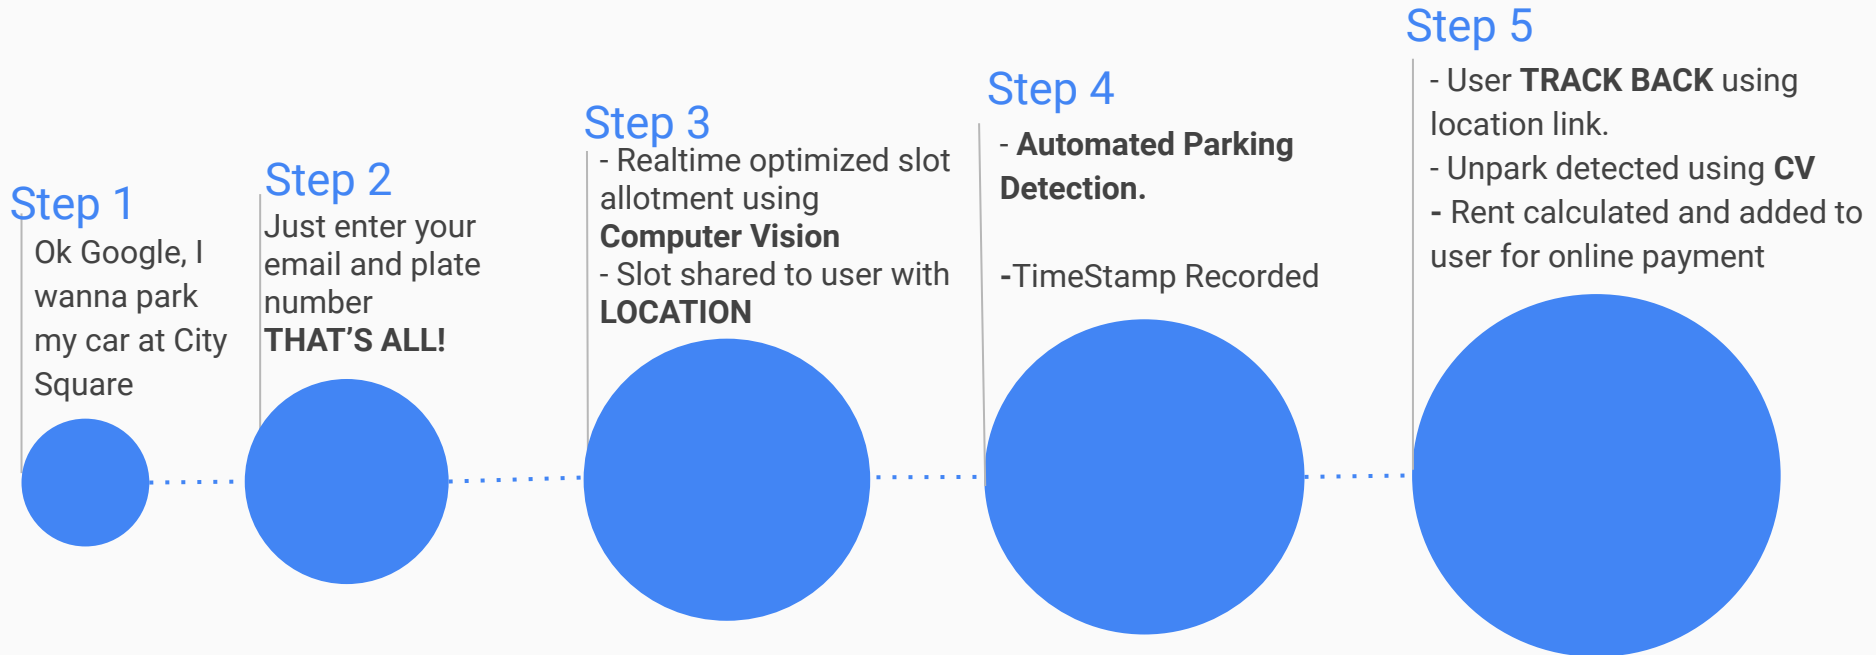 Step 1
Ok Google, I
wanna park
my car at City
Square
Step 2
Just enter your
email and plate
number
THAT’S ALL!
Step 3
- Realtime optimized slot
allotment using
Computer Vision
- Slot shared to user with
LOCATION
Step 4
- Automated Parking
Detection.
-TimeStamp Recorded
Step 5
- User TRACK BACK using
location link.
- Unpark detected using CV
- Rent calculated and added to
user for online payment